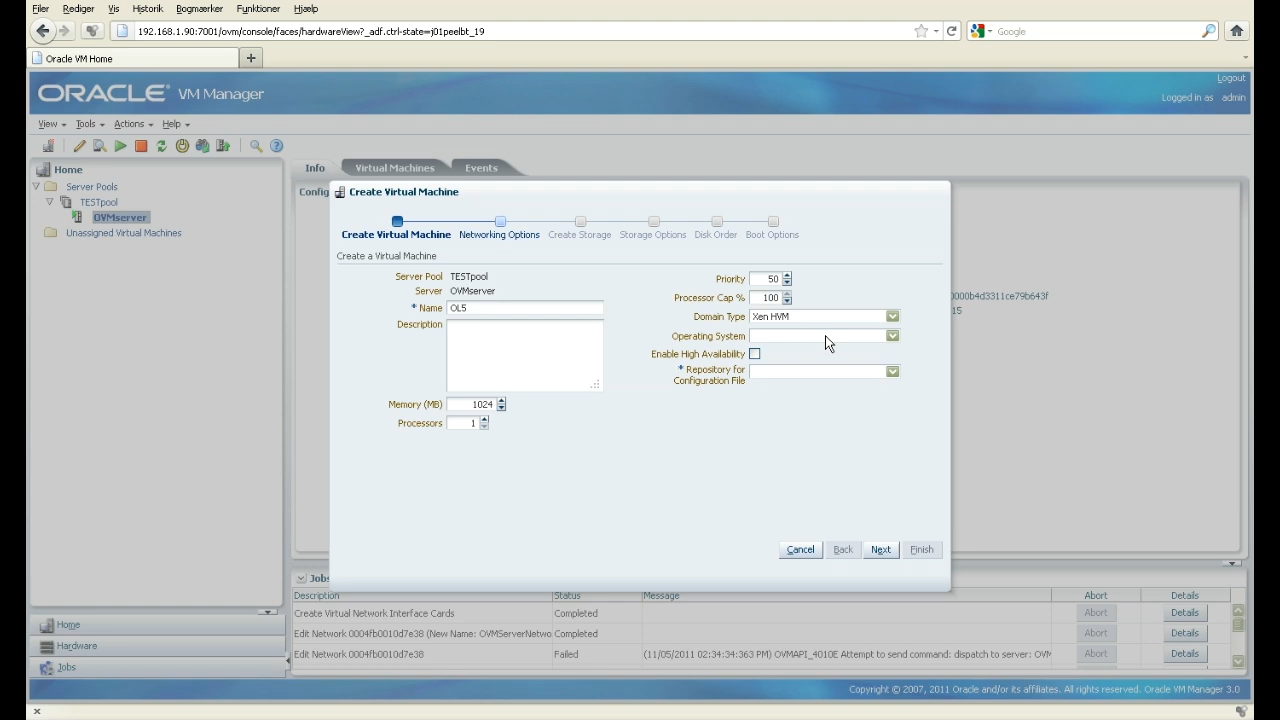 Filer Rediger Vis Historik Bogmærker Funktioner Hjælp
192.168.1.90:7001/ovm/console/faces/hardwareView?_adf.ctrl-state=j01peelbt_19
Google
Oracle VM Home
Logout
ORACLE® VM Manager
Logged in as admin
View Tools Actions Help
Home
Server Pools
TESTpool
OVMserver
Unassigned Virtual Machines
Info Virtual Machines Events
Config
Create Virtual Machine
Create Virtual Machine Networking Options Create Storage Storage Options Disk Order Boot Options
Create a Virtual Machine
Server Pool TESTpool
Server OVMserver
* Name OL5
Description
Memory (MB) 1024
Processors 1
Priority 50
Processor Cap % 100
Domain Type Xen HVM
Operating System
Enable High Availability
* Repository for
Configuration File
0000b4d3311ce79b643f
15
Cancel Back Next Finish
Jobs
Description Status Message Abort Details
Create Virtual Network Interface Cards Completed Abort Details
Edit Network 0004fb0010d7e38 (New Name: OVMServerNetwo Completed Abort Details
Edit Network 0004fb0010d7e38 Failed (11/05/2011 02:34:34:363 PM) OVMAPI_4010E Attempt to send command: dispatch to server: OVM Abort Details
Home
Hardware
Jobs
Copyright © 2007, 2011 Oracle and/or its affiliates. All rights reserved. Oracle VM Manager 3.0
x